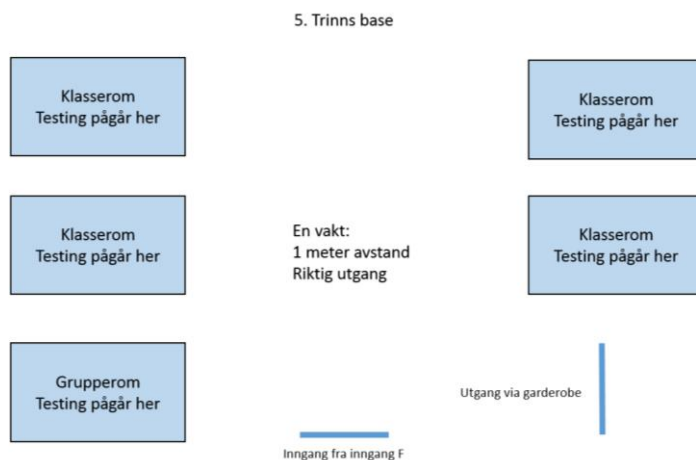 5. Trinns base
Klasserom
Testing pågår her
Klasserom
Testing pågår her
Klasserom
Testing pågår her
En vakt:
1 meter avstand
Riktig utgang
Klasserom
Testing pågår her
Grupperom
Testing pågår her
Utgang via garderobe
Inngang fra inngang F